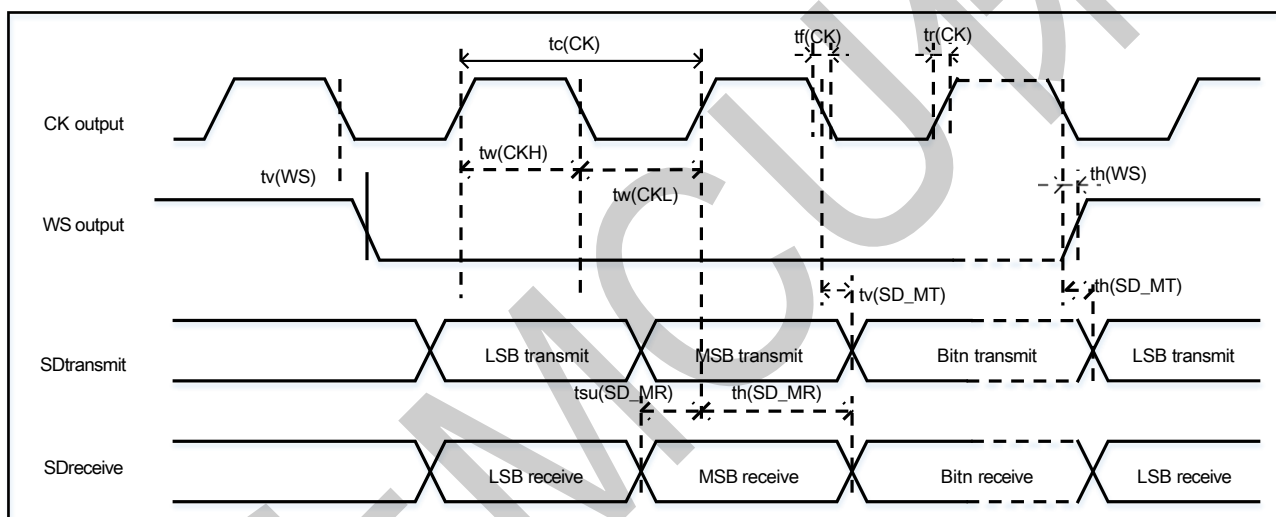 tc(CK)
tf(CK)
tr(CK)
CK output
tw(CKH)
tv(WS)
tw(CKL)
th(WS)
WS output
tv(SD_MT)
th(SD_MT)
SDtransmit
LSB transmit
MSB transmit
Bitn transmit
LSB transmit
tsu(SD_MR)
th(SD_MR)
SDreceive
LSB receive
MSB receive
Bitn receive
LSB receive